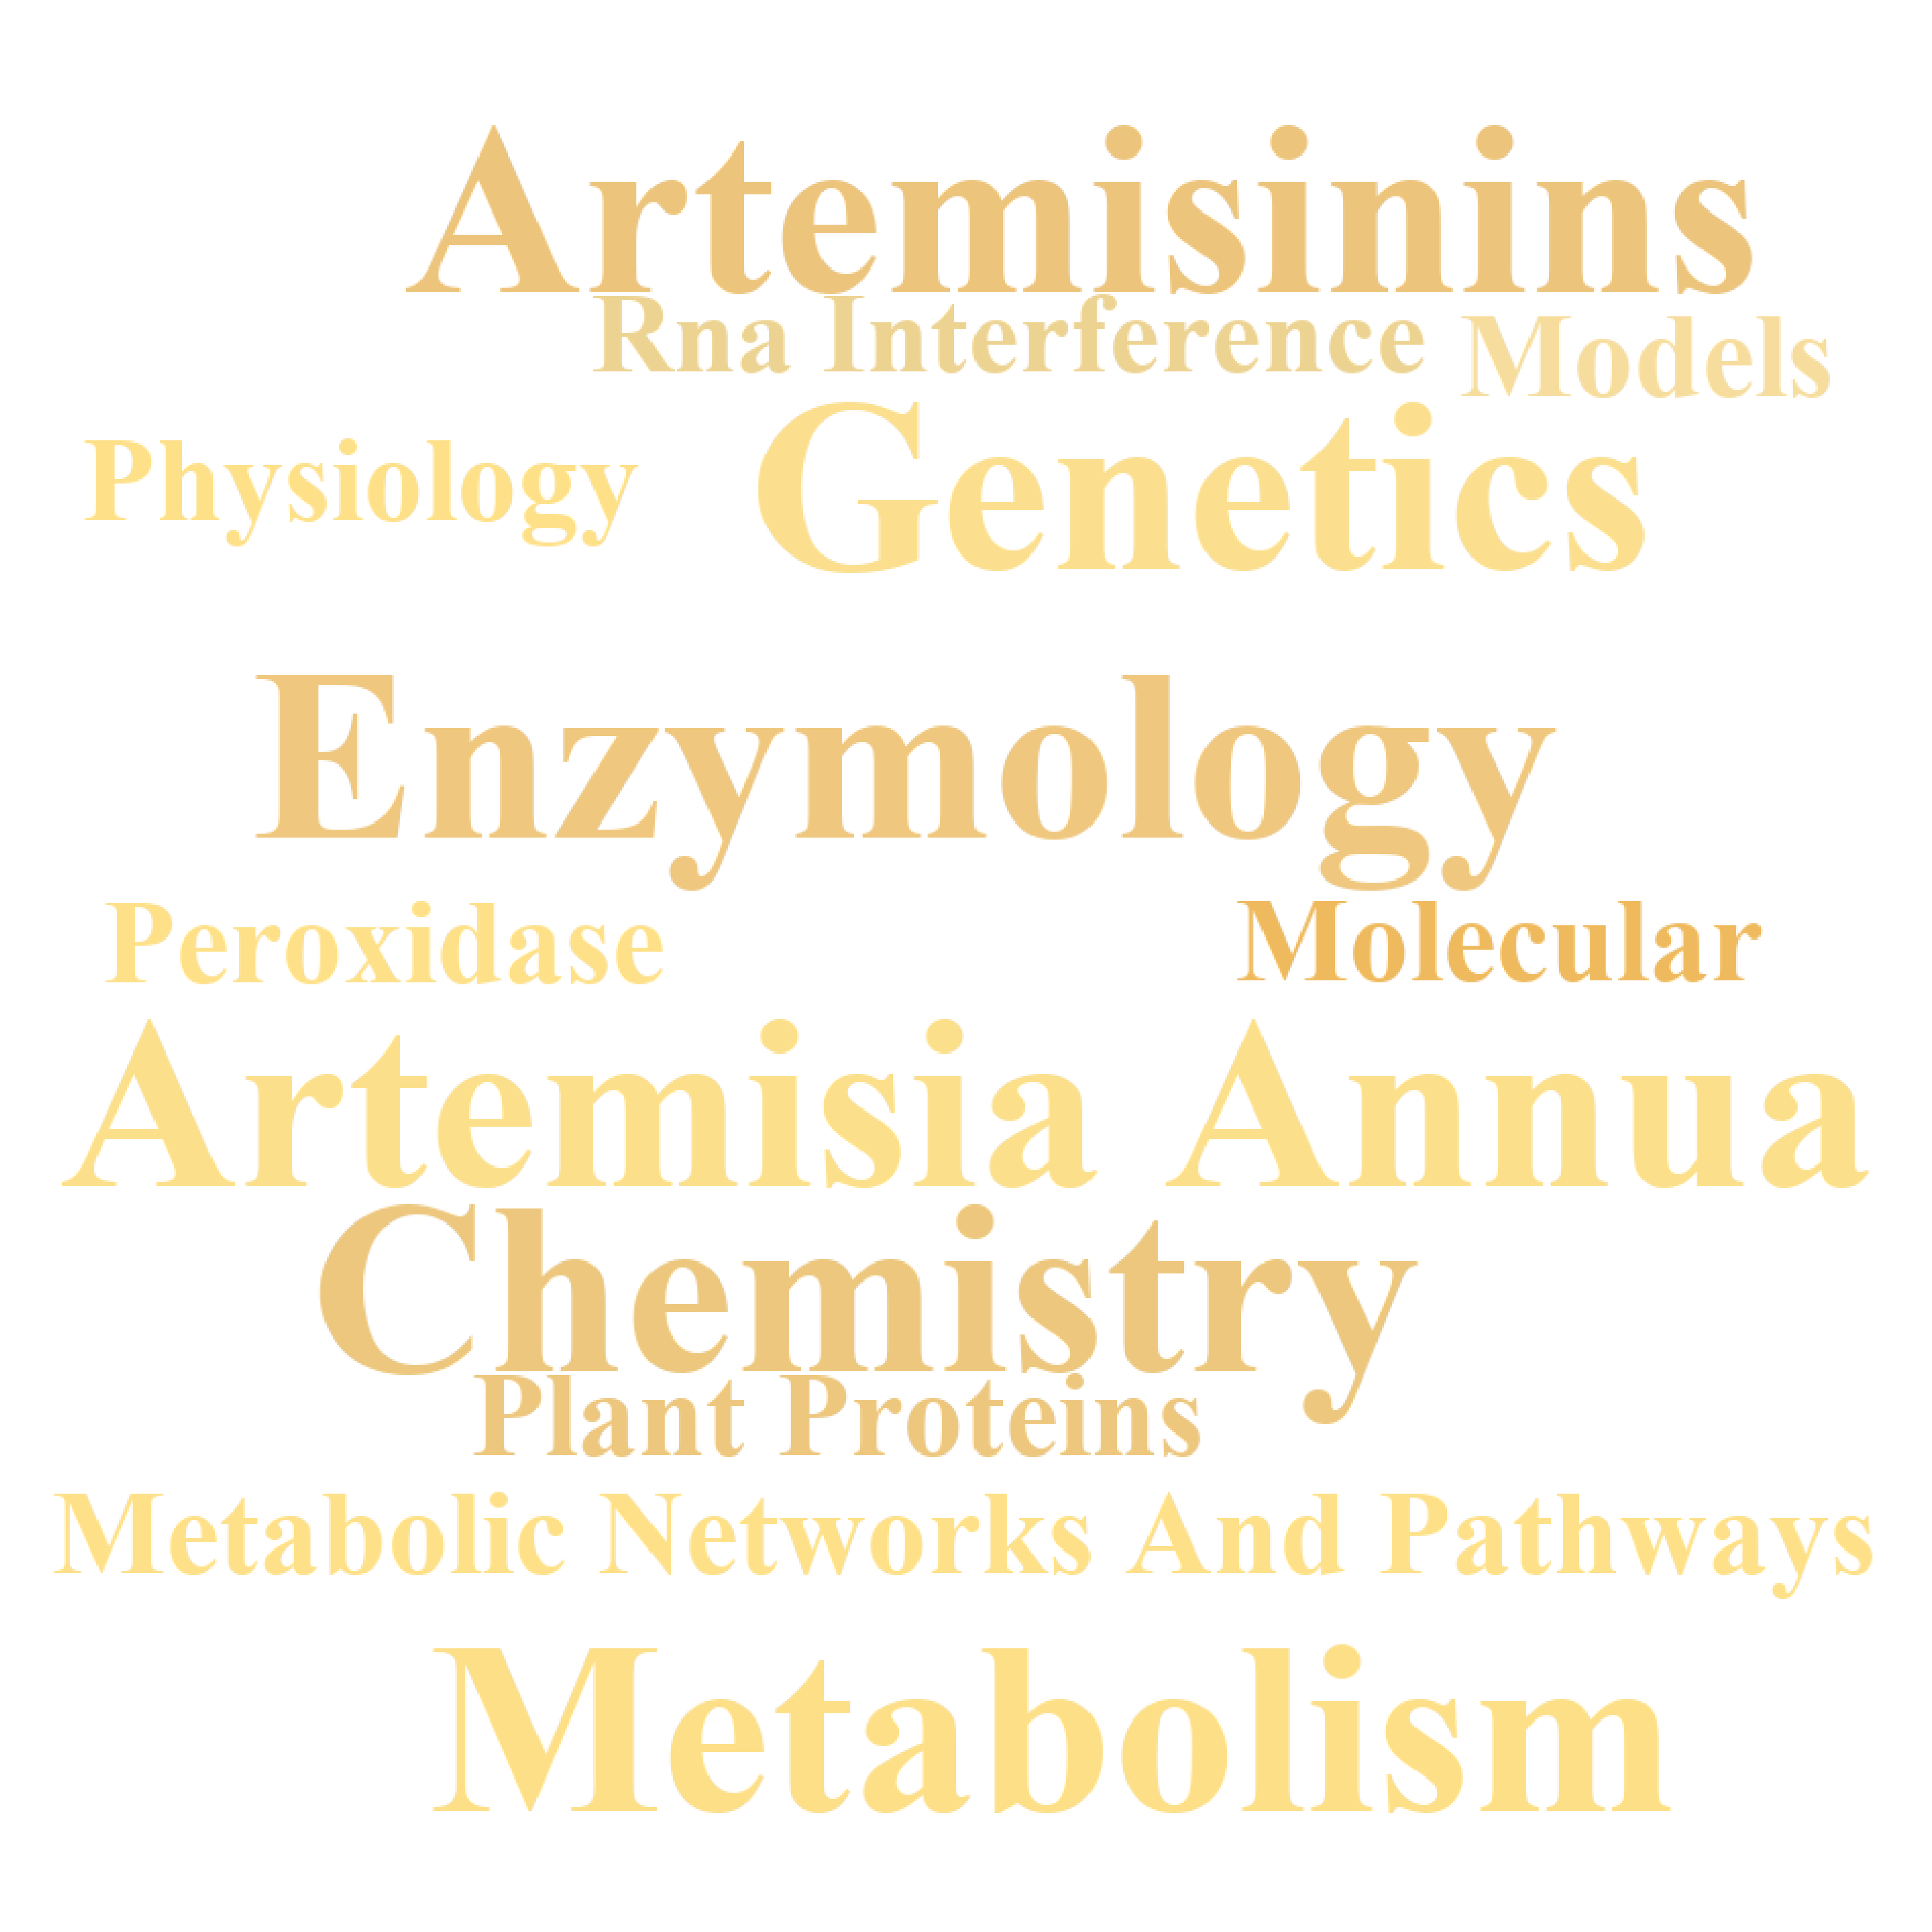 Artemisinins
Rna Interference
Models
Physiology
Genetics
Enzymology
Peroxidase
Molecular
Artemisia Annua
Chemistry
Plant Proteins
Metabolic Networks And Pathways
Metabolism